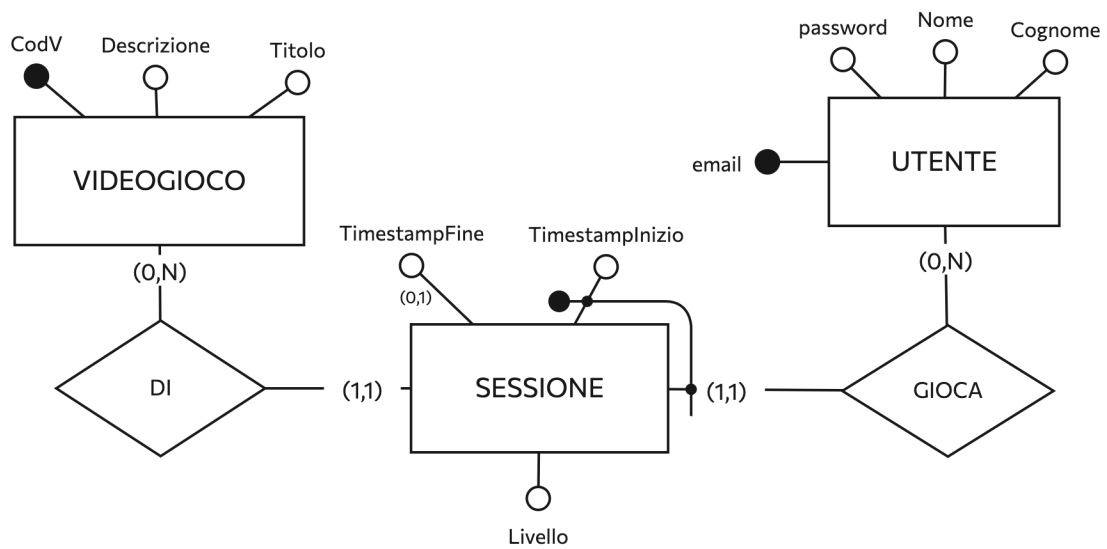 CodV
Descrizione
Titolo
VIDEOGIOCO
(0,N)
DI
(1,1)
TimestampFine
(0,1)
TimestampInizio
SESSIONE
Livello
(1,1)
password
Nome
Cognome
email
UTENTE
(0,N)
GIOCA